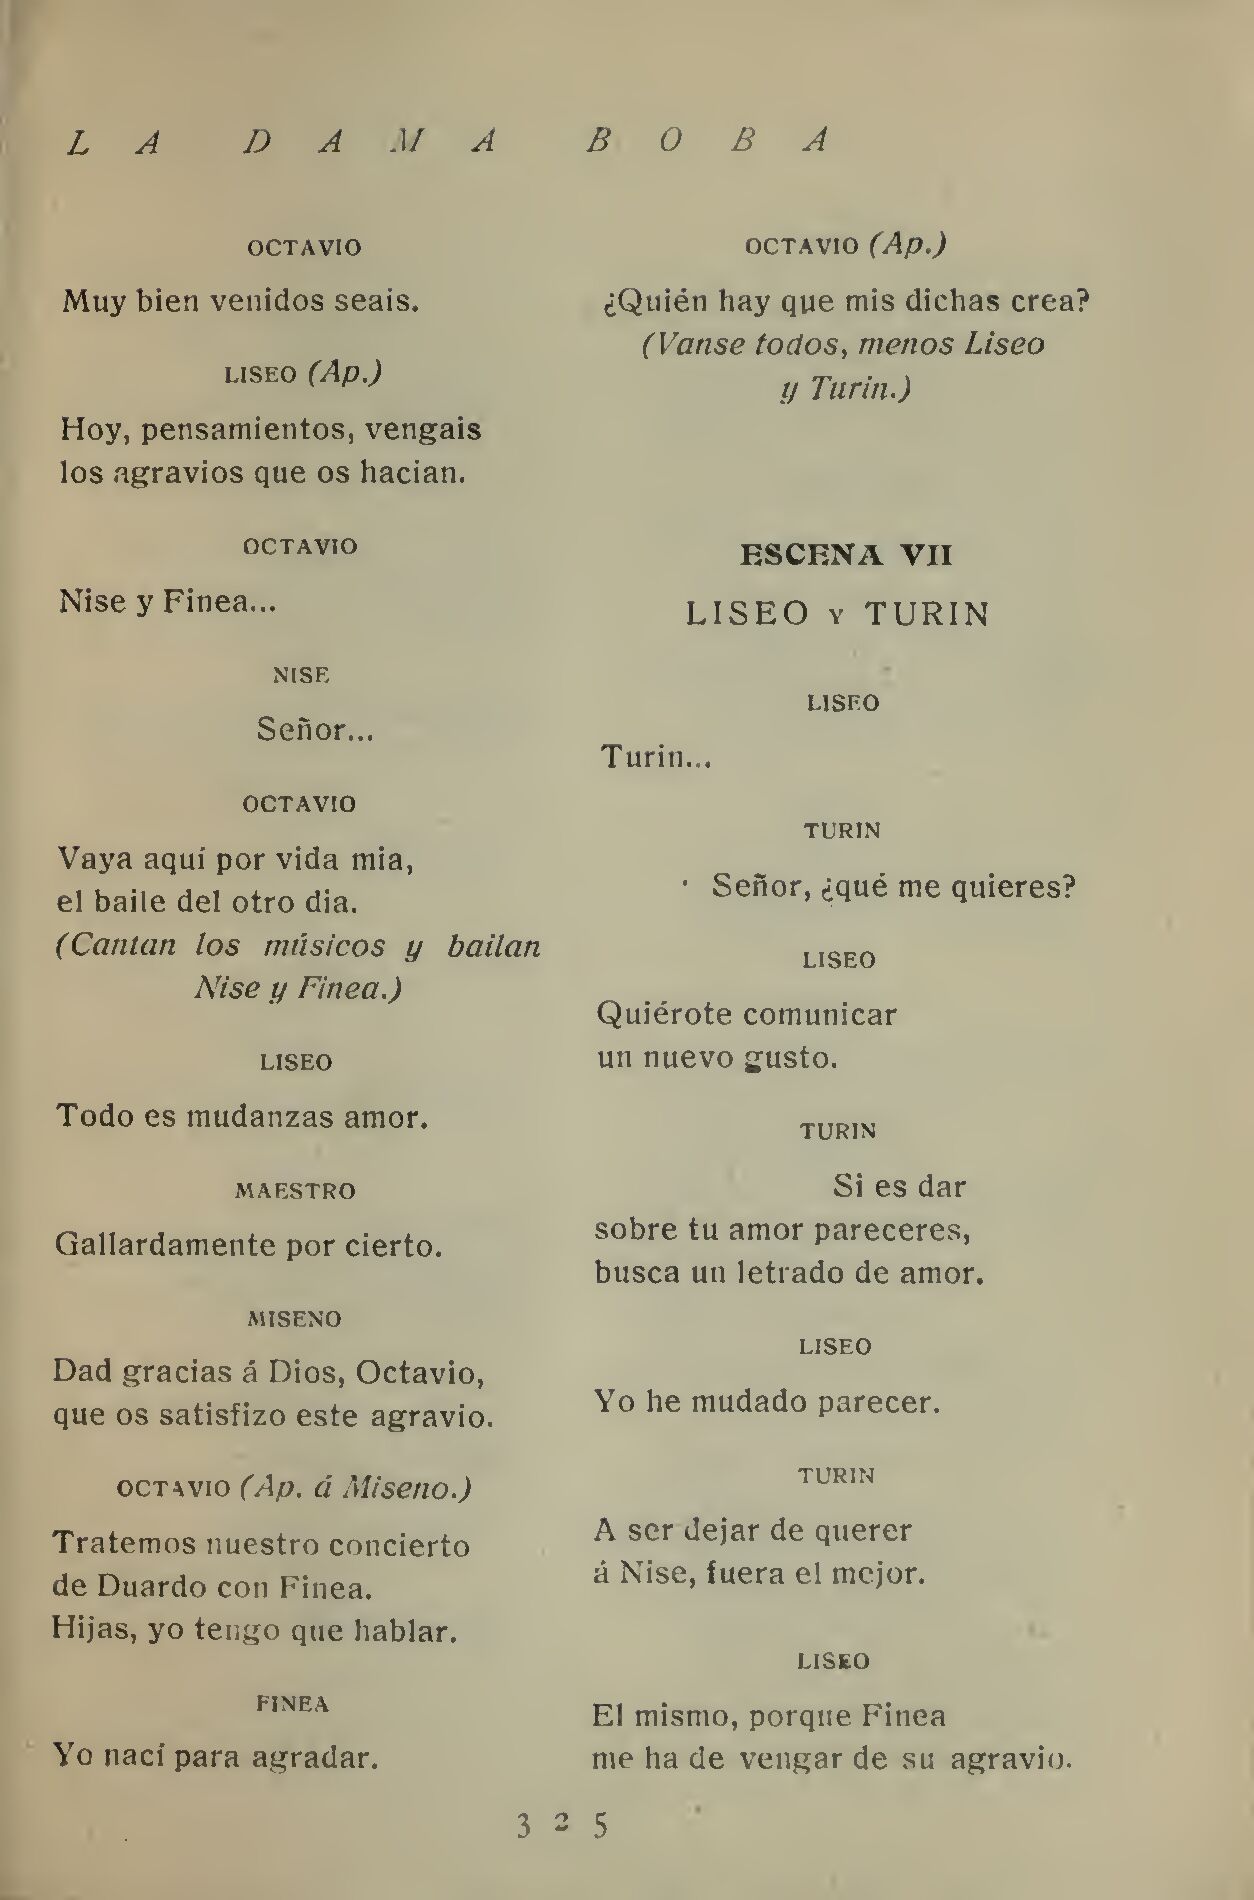 LA DAMA BOBA
OCTAVIO
Muy bien venidos seais.
LISEO (Ap.)
Hoy, pensamientos, vengais
los agravios que os hacian.
OCTAVIO
Nise y Finea...
NISE
Señor...
OCTAVIO
Vaya aquí por vida mia,
el baile del otro dia.
(Cantan los músicos y bailan
Nise y Finea.)
LISEO
Todo es mudanzas amor.
MAESTRO
Gallardamente por cierto.
MISENO
Dad gracias á Dios, Octavio,
que os satisfizo este agravio.
OCTAVIO (Ap. á Miseno.)
Tratemos nuestro concierto
de Duardo con Finea.
Hijas, yo tengo que hablar.
FINEA
Yo nací para agradar.
OCTAVIO (Ap.)
¿Quién hay que mis dichas crea?
(Vanse todos, menos Liseo
y Turin.)
ESCENA VII
LISEO Y TURIN
LISEO
Turin...
TURIN
Señor, ¿qué me quieres?
LISEO
Quiérote comunicar
un nuevo gusto.
TURIN
Si es dar
sobre tu amor pareceres,
busca un letrado de amor.
LISEO
Yo he mudado parecer.
TURIN
A ser dejar de querer
á Nise, fuera el mejor.
LISEO
El mismo, porque Finea
me ha de vengar de su agravio.
325